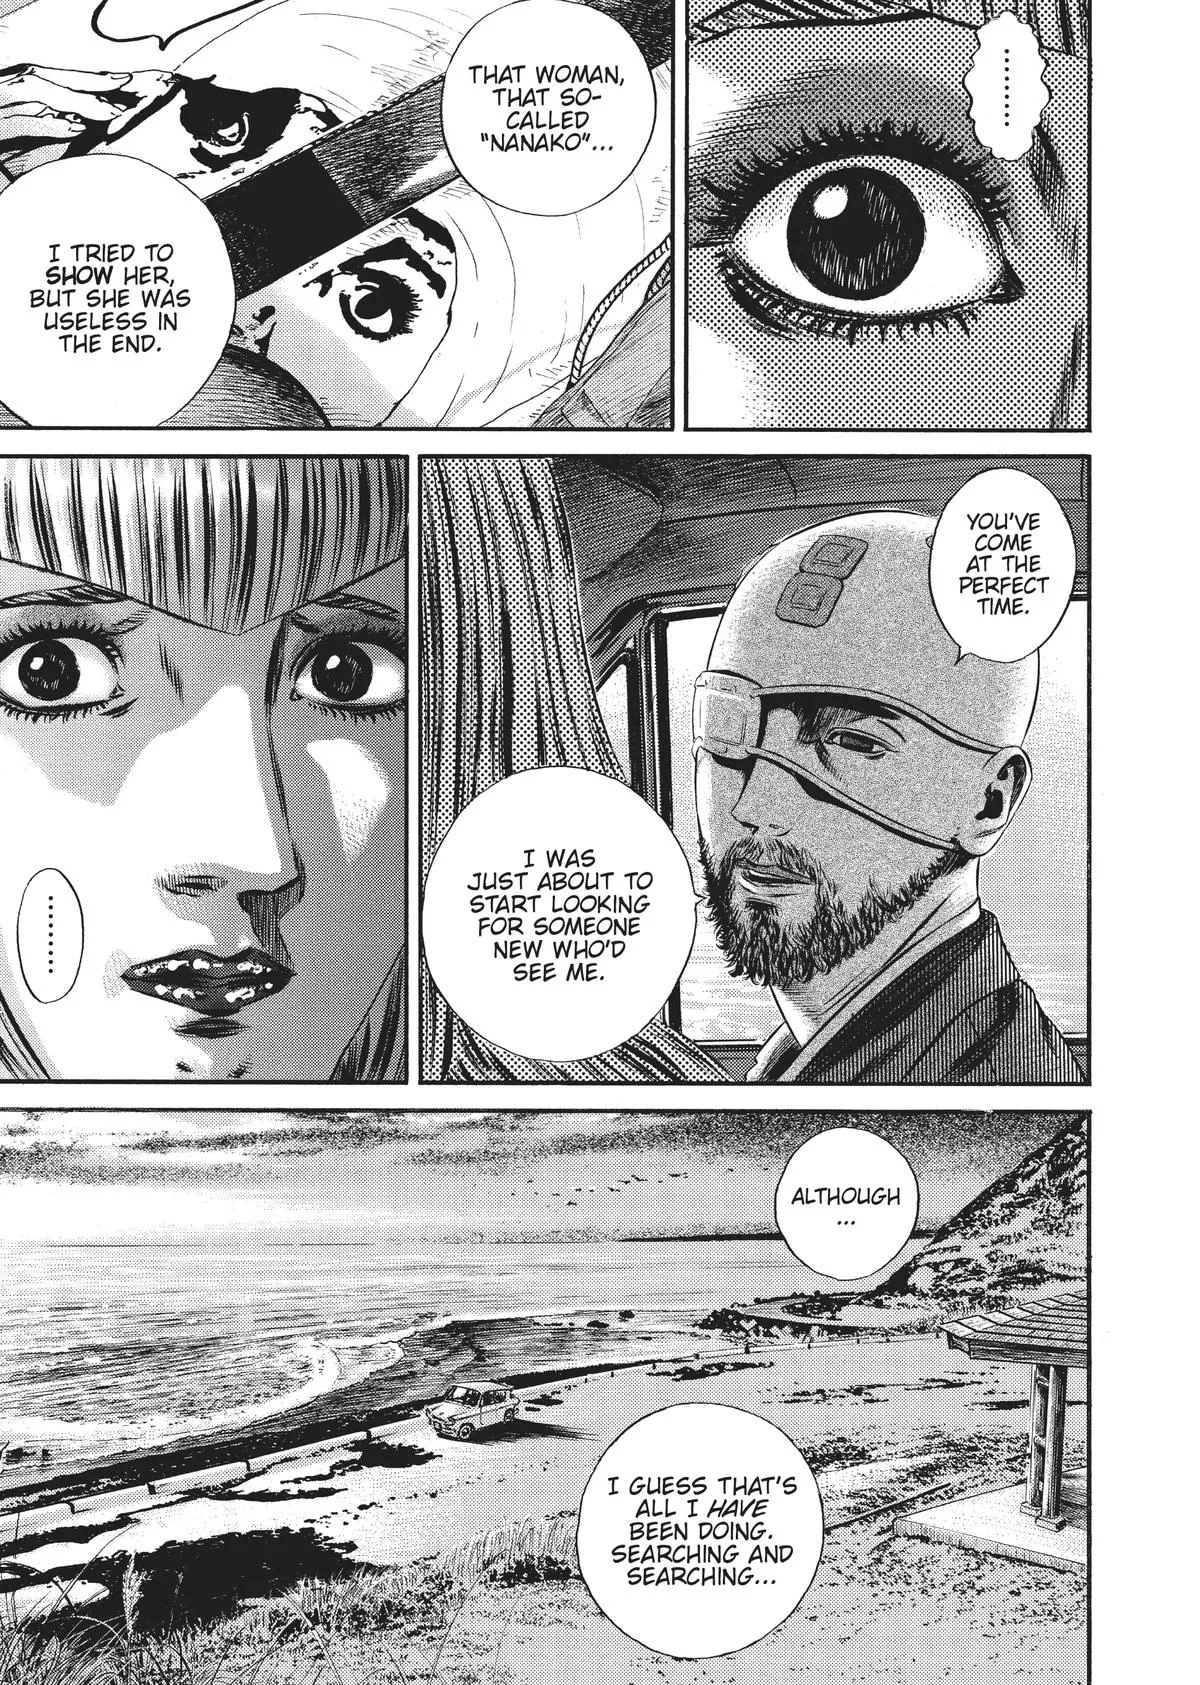 ………
THAT WOMAN,
THAT SO-
CALLED
"NANAKO"...
I TRIED TO
SHOW HER,
BUT SHE WAS
USELESS IN
THE END.
YOU'VE
COME
AT THE
PERFECT
TIME.
I WAS
JUST ABOUT TO
START LOOKING
FOR SOMEONE
NEW WHO'D
SEE ME.
………
ALTHOUGH
...
I GUESS THAT'S
ALL I HAVE
BEEN DOING.
SEARCHING AND
SEARCHING...